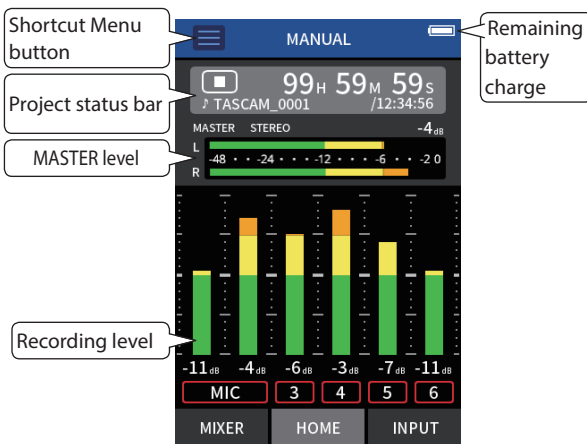 Shortcut Menu
button
MANUAL
Remaining
battery
charge
Project status bar
99H 59M 59S
♪ TASCAM_0001 /12:34:56
MASTER STEREO -4dB
MASTER level
L
-48 · · -24 · · · · -12 · · · -6 · · -2 0
R
Recording level
-11dB -4dB -6dB -3dB -7dB -11dB
MIC 3 4 5 6
MIXER HOME INPUT